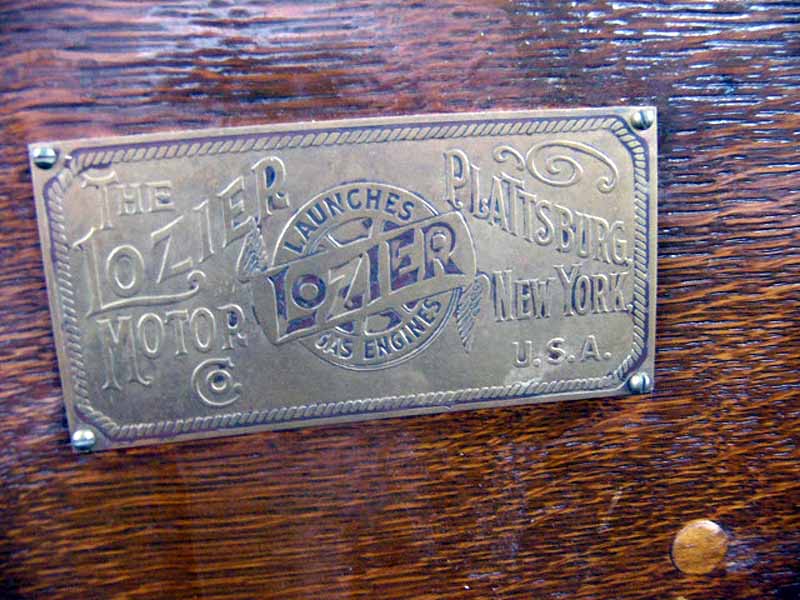 THE
LOZIER
MOTOR
Co.
LAUNCHES
LOZIER
GAS ENGINES
PLATTSBURG,
NEW YORK.
U.S.A.